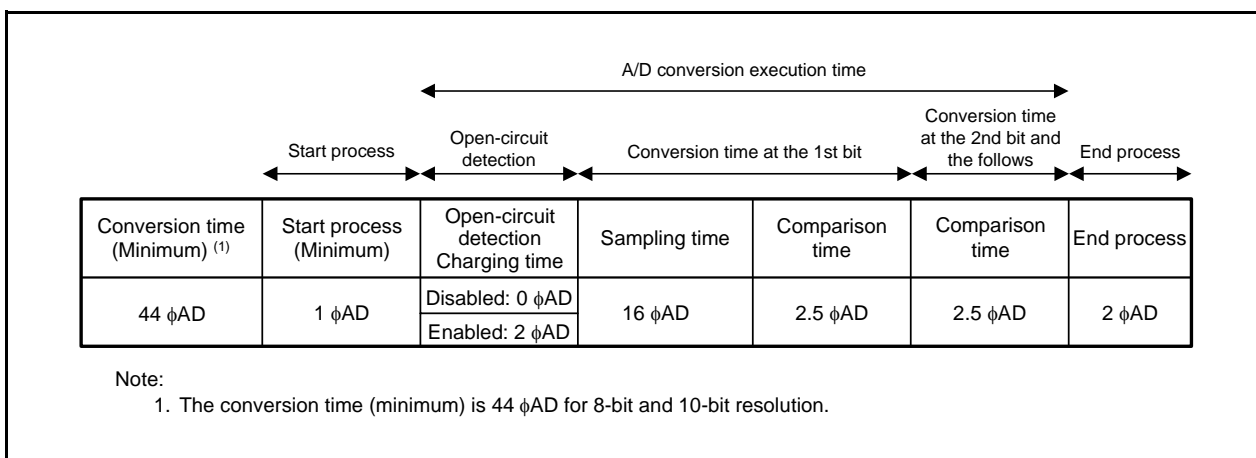 A/D conversion execution time
Start process
Open-circuit
detection
Conversion time at the 1st bit
Conversion time
at the 2nd bit and
the follows
End process
Conversion time
(Minimum) (1)
Start process
(Minimum)
Open-circuit
detection
Charging time
Sampling time
Comparison
time
Comparison
time
End process
44 ϕAD
1 ϕAD
Disabled: 0 ϕAD
Enabled: 2 ϕAD
16 ϕAD
2.5 ϕAD
2.5 ϕAD
2 ϕAD
Note:
1. The conversion time (minimum) is 44 ϕAD for 8-bit and 10-bit resolution.